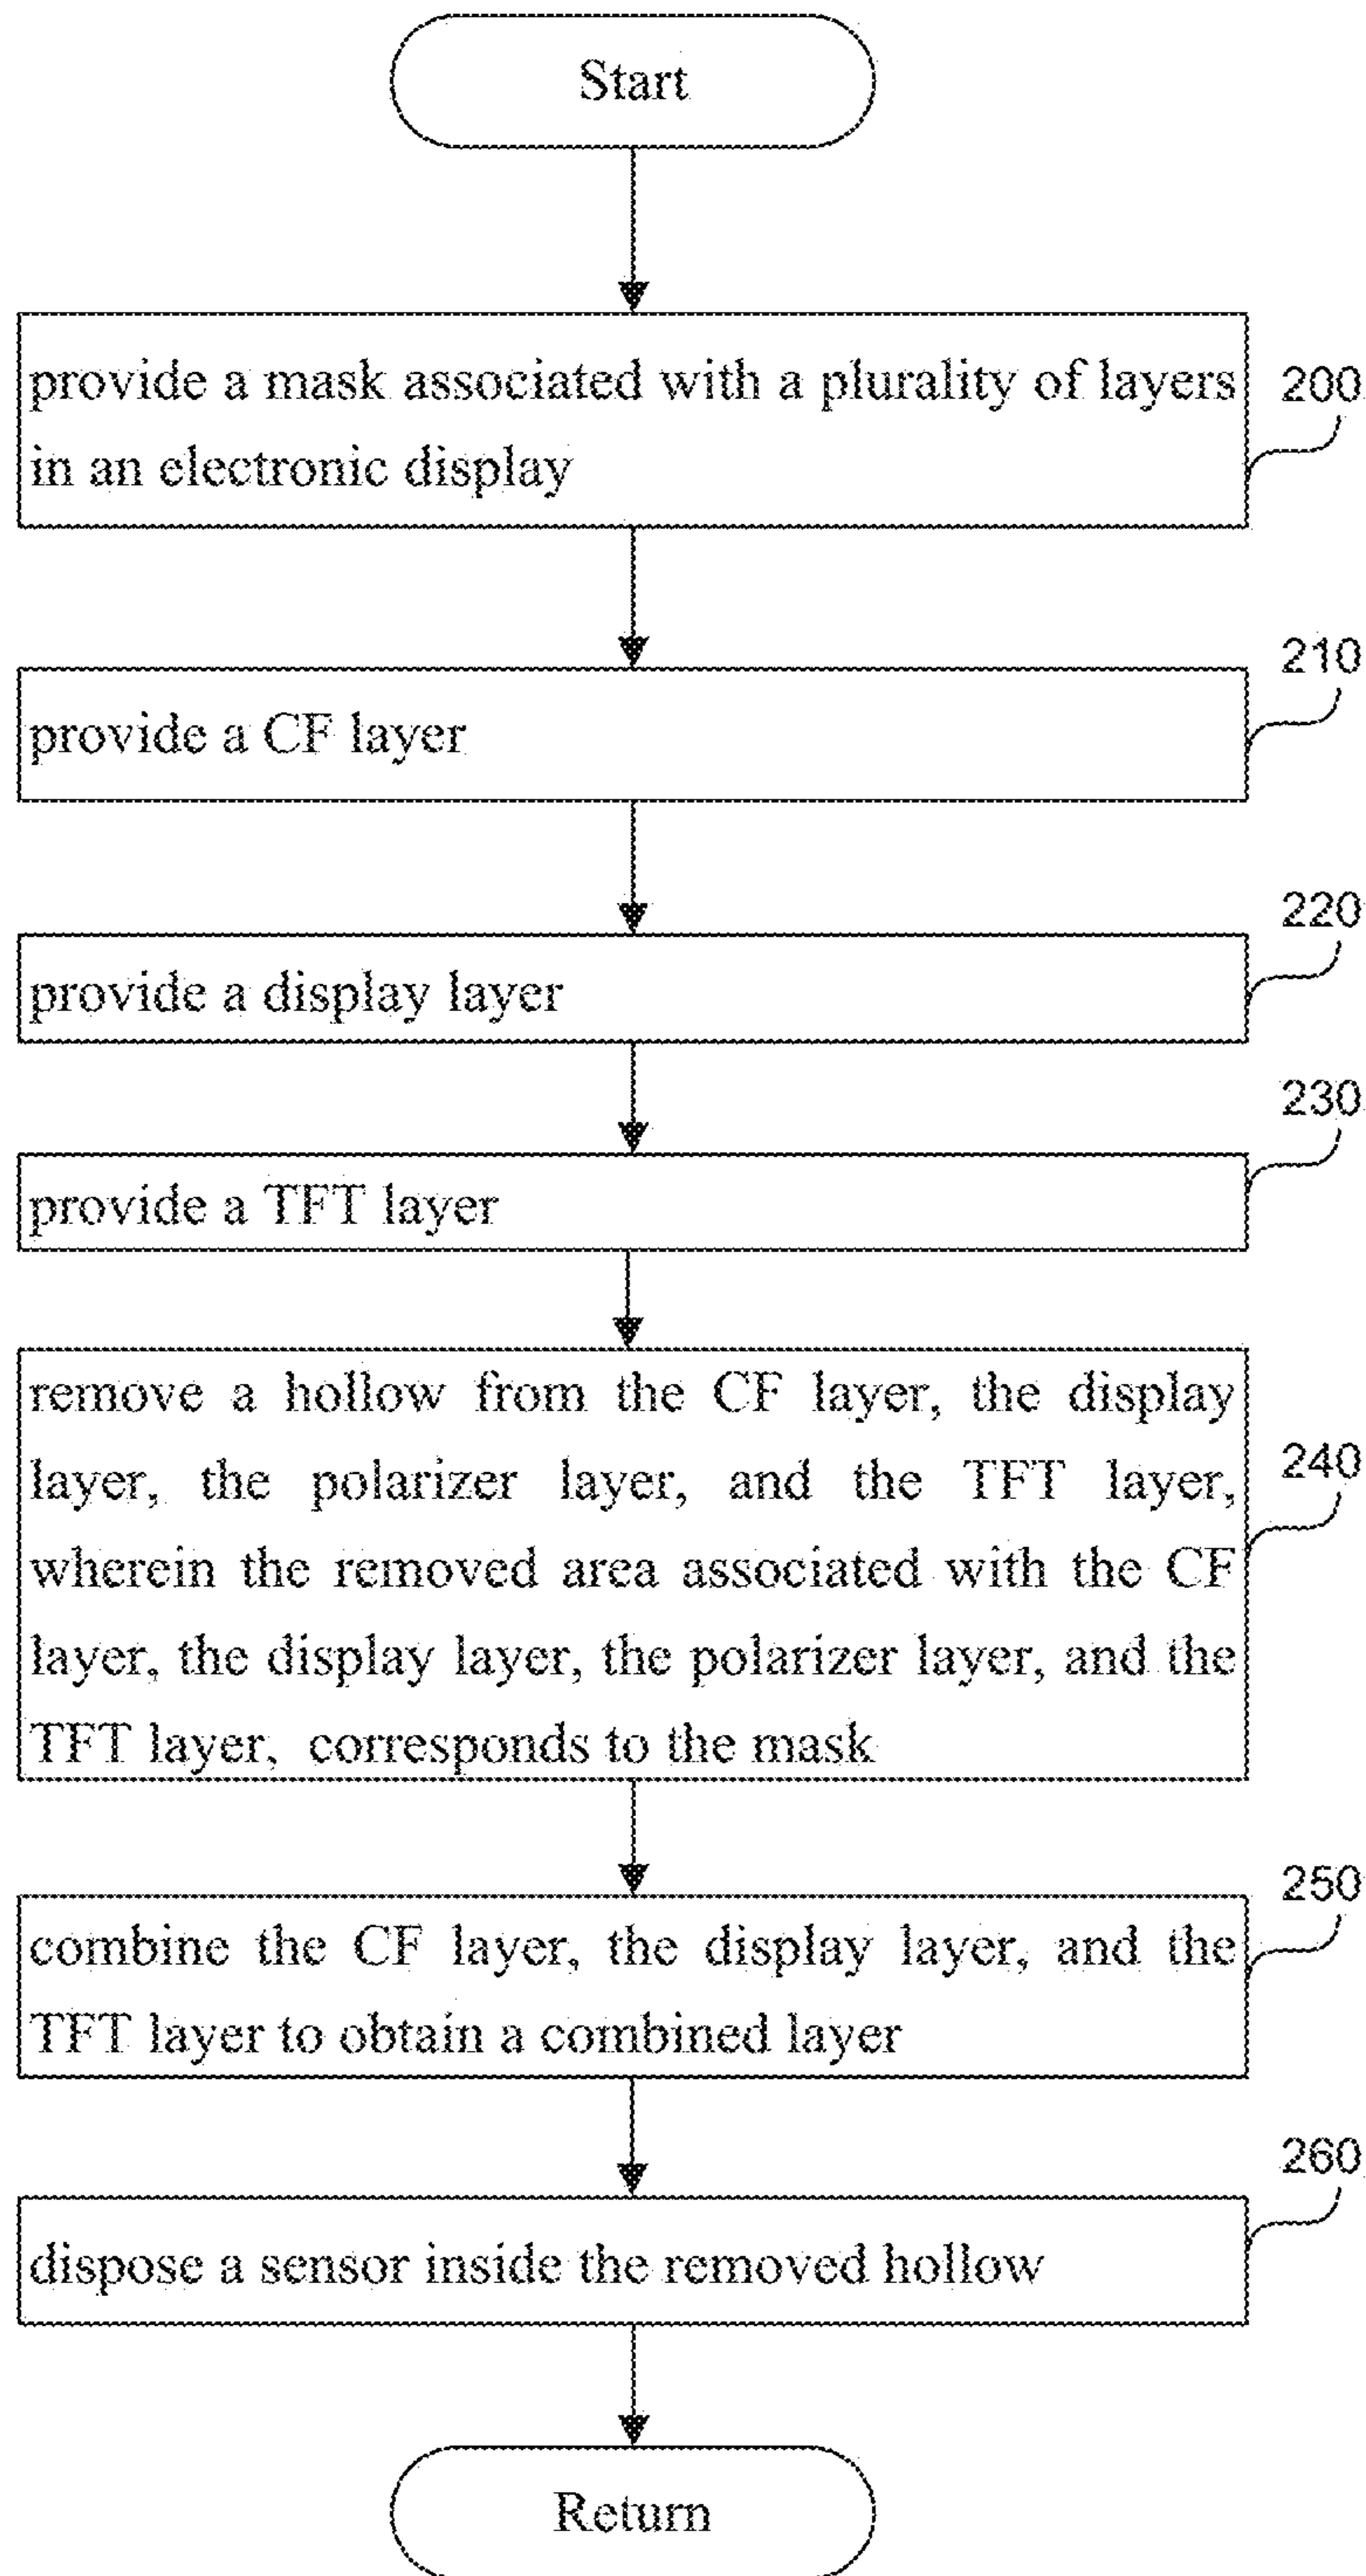 Start
provide a mask associated with a plurality of layers
in an electronic display
200
210
provide a CF layer
220
provide a display layer
230
provide a TFT layer
remove a hollow from the CF layer, the display
layer, the polarizer layer, and the TFT layer,
wherein the removed area associated with the CF
layer, the display layer, the polarizer layer, and the
TFT layer, corresponds to the mask
240
250
combine the CF layer, the display layer, and the
TFT layer to obtain a combined layer
260
dispose a sensor inside the removed hollow
Return